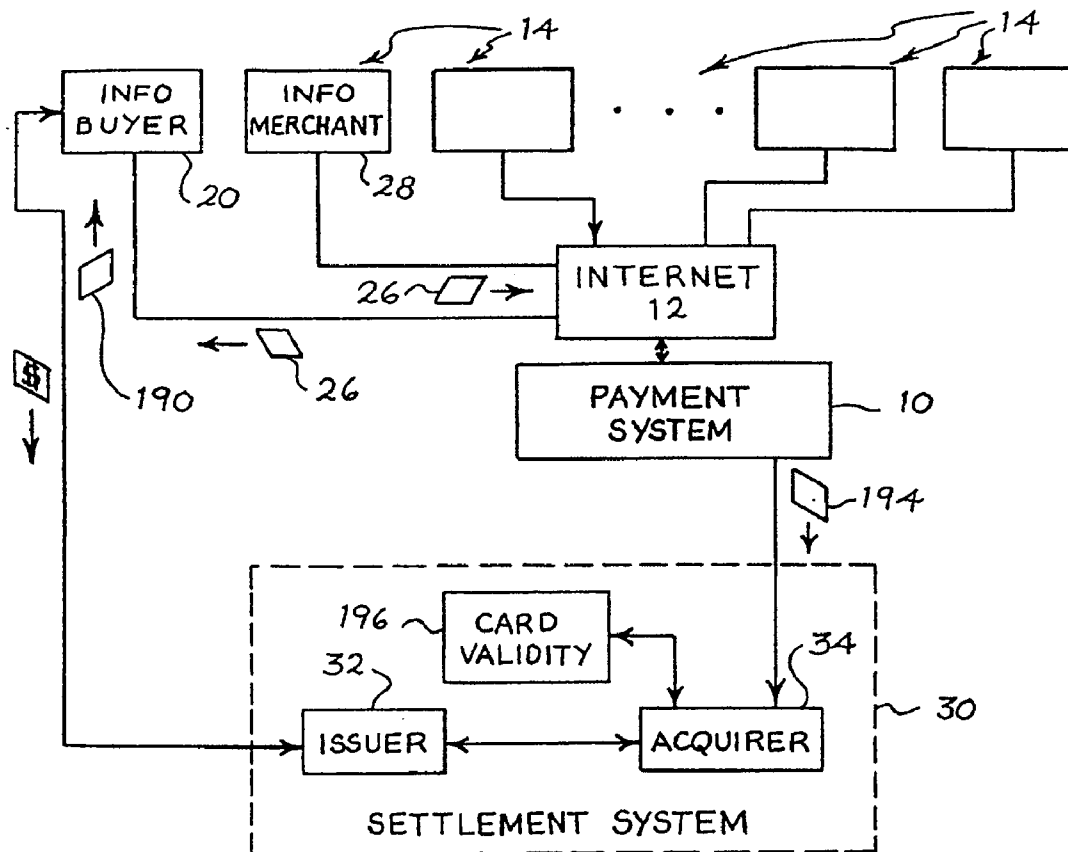 14
14
INFO
BUYER
INFO
MERCHANT
20
28
INTERNET
12
26
26
190
$
PAYMENT
SYSTEM
10
194
196
CARD
VALIDITY
32
34
30
ISSUER
ACQUIRER
SETTLEMENT SYSTEM